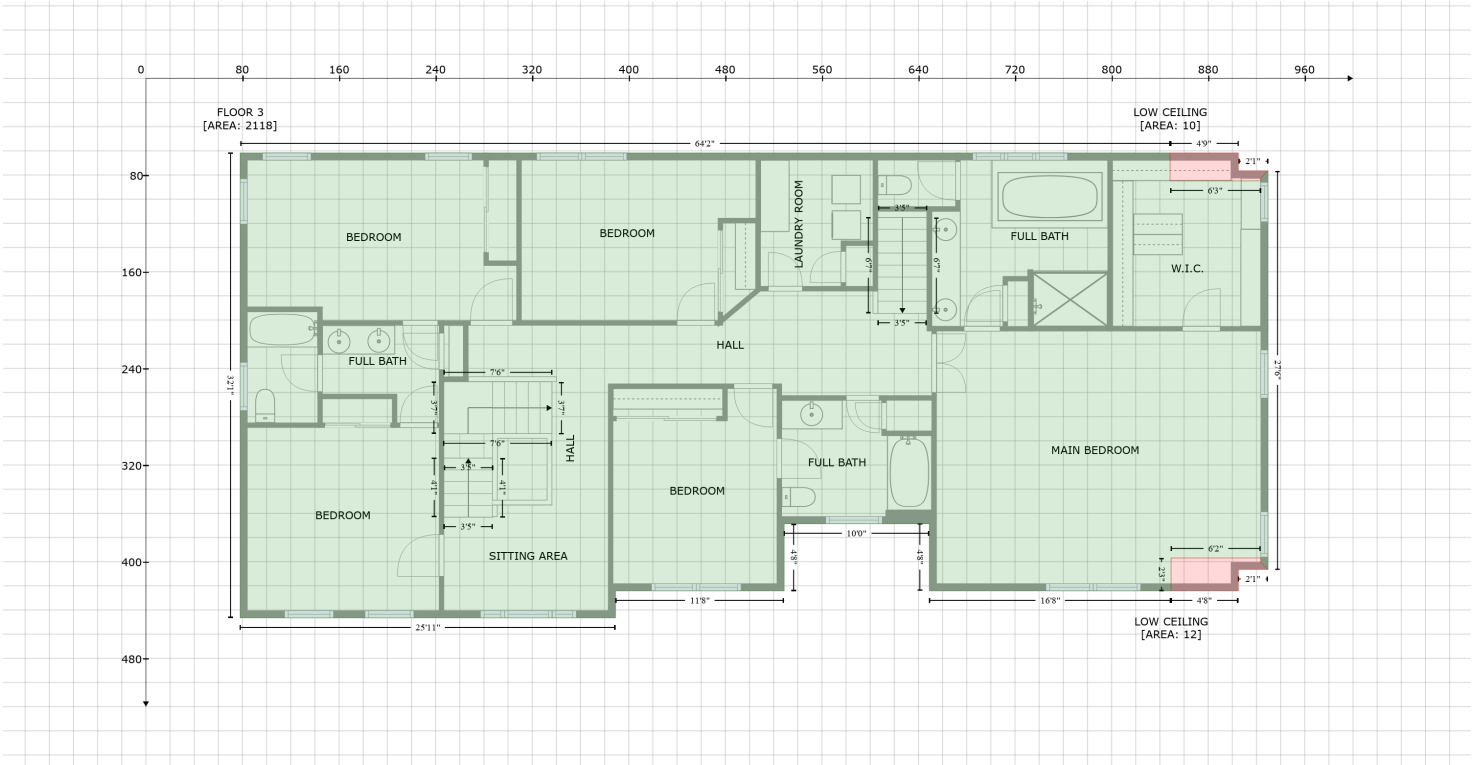 0 80 160 240 320 400 480 560 640 720 800 880 960
FLOOR 3
[AREA: 2118]
LOW CEILING
[AREA: 10]
64'2"
4'9"
2'1"
80
6'3"
3'5"
LAUNDRY ROOM
BEDROOM
BEDROOM
FULL BATH
6'7"
6'7"
W.I.C.
160
3'5"
HALL
FULL BATH
240
7'6"
32'1"
27'6"
3'7"
3'7"
7'6"
HALL
MAIN BEDROOM
FULL BATH
320
3'5"
4'1"
4'1"
BEDROOM
BEDROOM
3'5"
10'0"
SITTING AREA
4'8"
4'8"
6'2"
400
2'3"
2'1"
11'8"
16'8"
4'8"
LOW CEILING
[AREA: 12]
25'11"
480